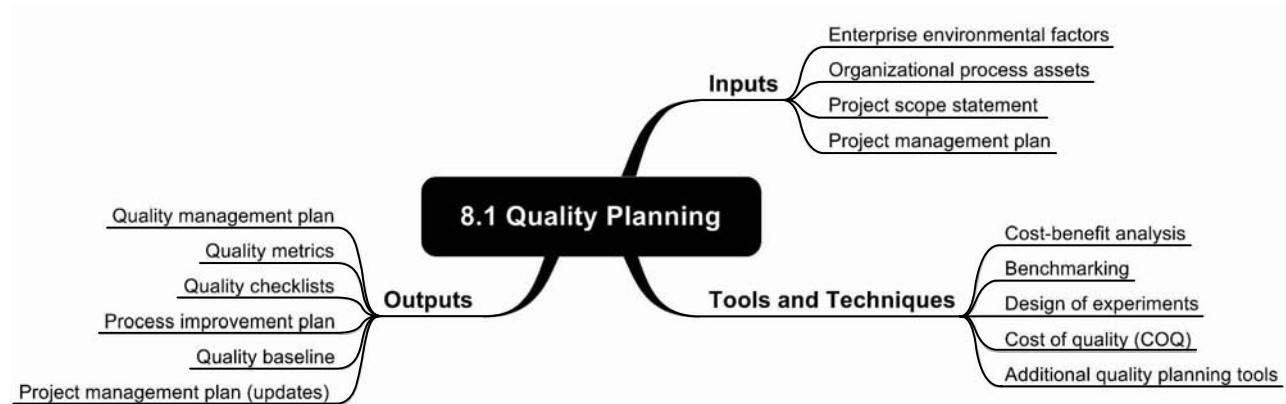 8.1 Quality Planning
Inputs
Enterprise environmental factors
Organizational process assets
Project scope statement
Project management plan
Tools and Techniques
Cost-benefit analysis
Benchmarking
Design of experiments
Cost of quality (COQ)
Additional quality planning tools
Outputs
Quality management plan
Quality metrics
Quality checklists
Process improvement plan
Quality baseline
Project management plan (updates)